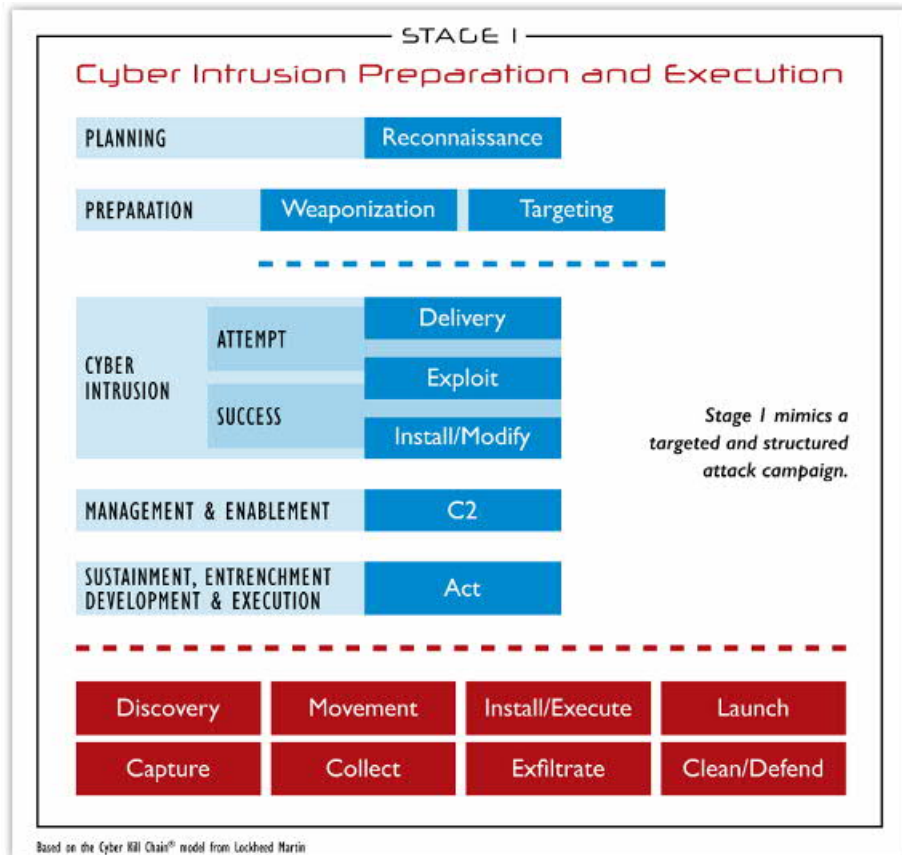 STAGE 1
Cyber Intrusion Preparation and Execution
PLANNING
Reconnaissance
PREPARATION
Weaponization
Targeting
CYBER
INTRUSION
ATTEMPT
SUCCESS
Delivery
Exploit
Install/Modify
Stage 1 mimics a
targeted and structured
attack campaign.
MANAGEMENT & ENABLEMENT
C2
SUSTAINMENT, ENTRENCHMENT
DEVELOPMENT & EXECUTION
Act
Discovery
Movement
Install/Execute
Launch
Capture
Collect
Exfiltrate
Clean/Defend
Based on the Cyber Kill Chain® model from Lockheed Martin